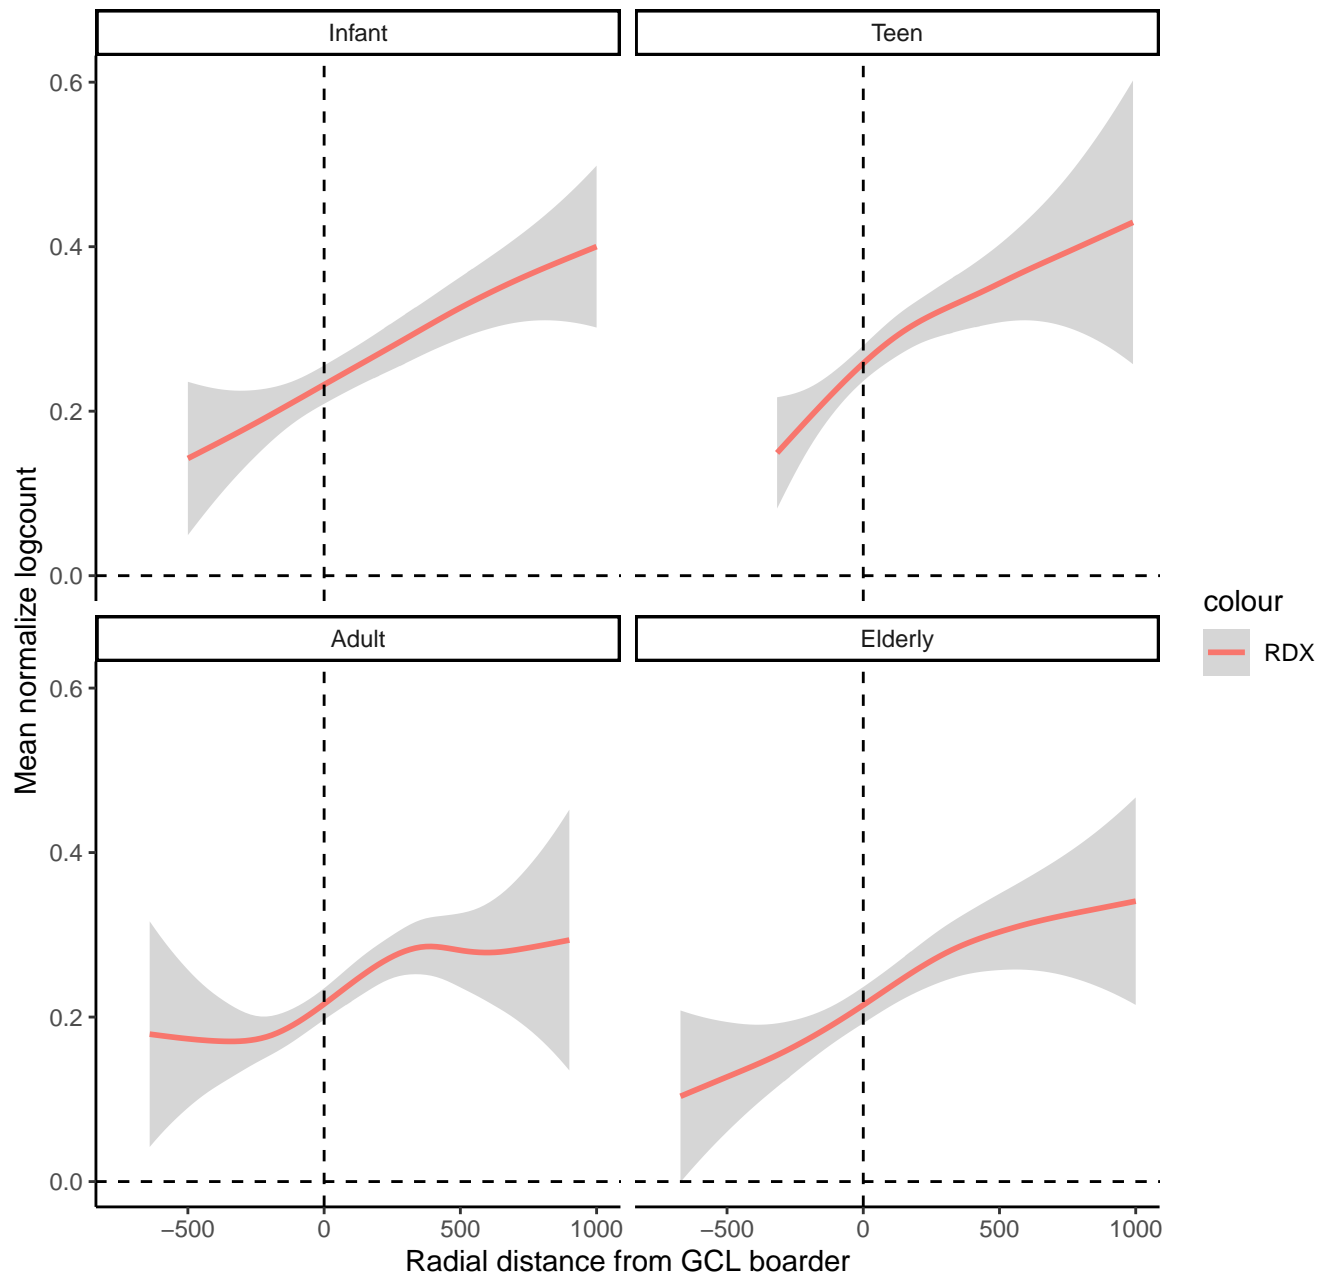 Infant
Teen
0.6
0.4
0.2
0.0
Adult
Elderly
0.6
0.4
0.2
0.0
−500
0
500
1000
−500
0
500
1000
Radial distance from GCL boarder
Mean normalize logcount
colour
RDX